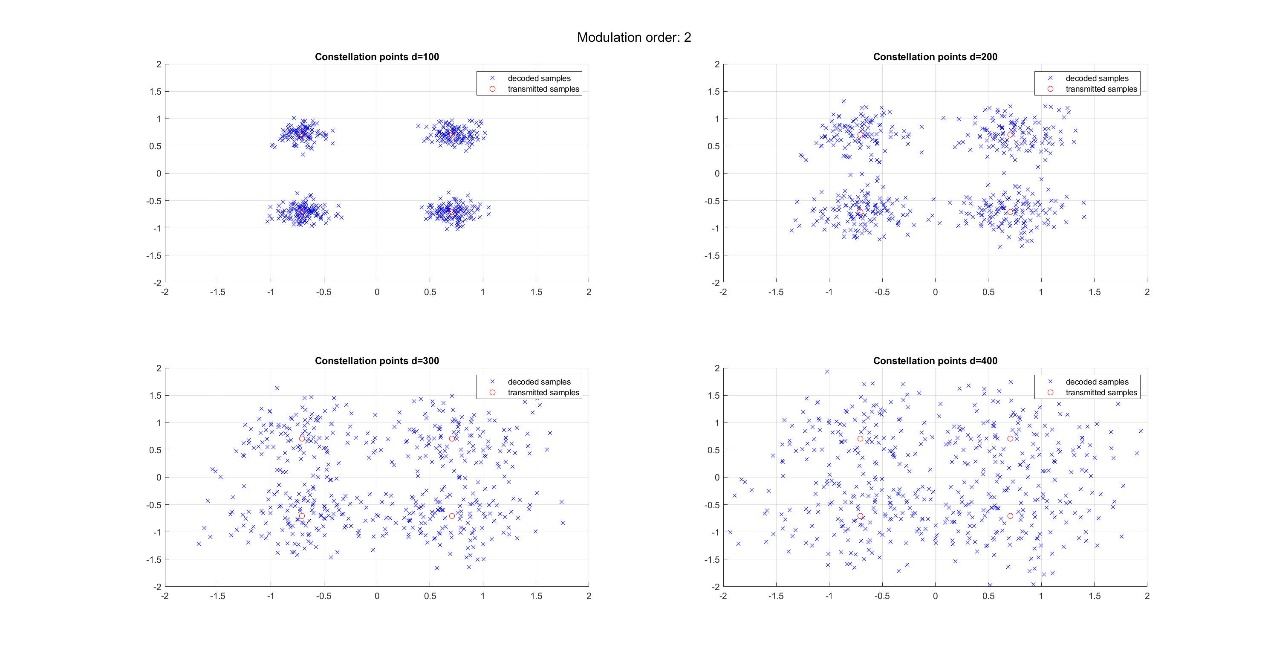 Modulation order: 2
Constellation points d=100
decoded samples
transmitted samples
2
1.5
1
0.5
0
-0.5
-1
-1.5
-2
-2 -1.5 -1 -0.5 0 0.5 1 1.5 2
Constellation points d=200
decoded samples
transmitted samples
2
1.5
1
0.5
0
-0.5
-1
-1.5
-2
-2 -1.5 -1 -0.5 0 0.5 1 1.5 2
Constellation points d=300
decoded samples
transmitted samples
2
1.5
1
0.5
0
-0.5
-1
-1.5
-2
-2 -1.5 -1 -0.5 0 0.5 1 1.5 2
Constellation points d=400
decoded samples
transmitted samples
2
1.5
1
0.5
0
-0.5
-1
-1.5
-2
-2 -1.5 -1 -0.5 0 0.5 1 1.5 2